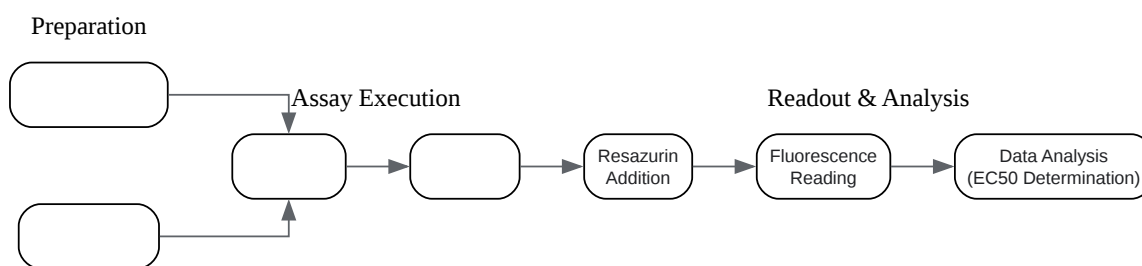 Preparation
Assay Execution
Readout & Analysis
Resazurin
Addition
Fluorescence
Reading
Data Analysis
(EC50 Determination)